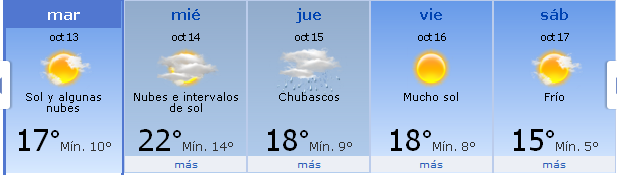 mar
oct 13
Sol y algunas
nubes
17° Mín. 10°
mié
oct 14
Nubes e intervalos
de sol
22° Mín. 14°
más
jue
oct 15
Chubascos
18° Mín. 9°
más
vie
oct 16
Mucho sol
18° Mín. 8°
más
sáb
oct 17
Frío
15° Mín. 5°
más